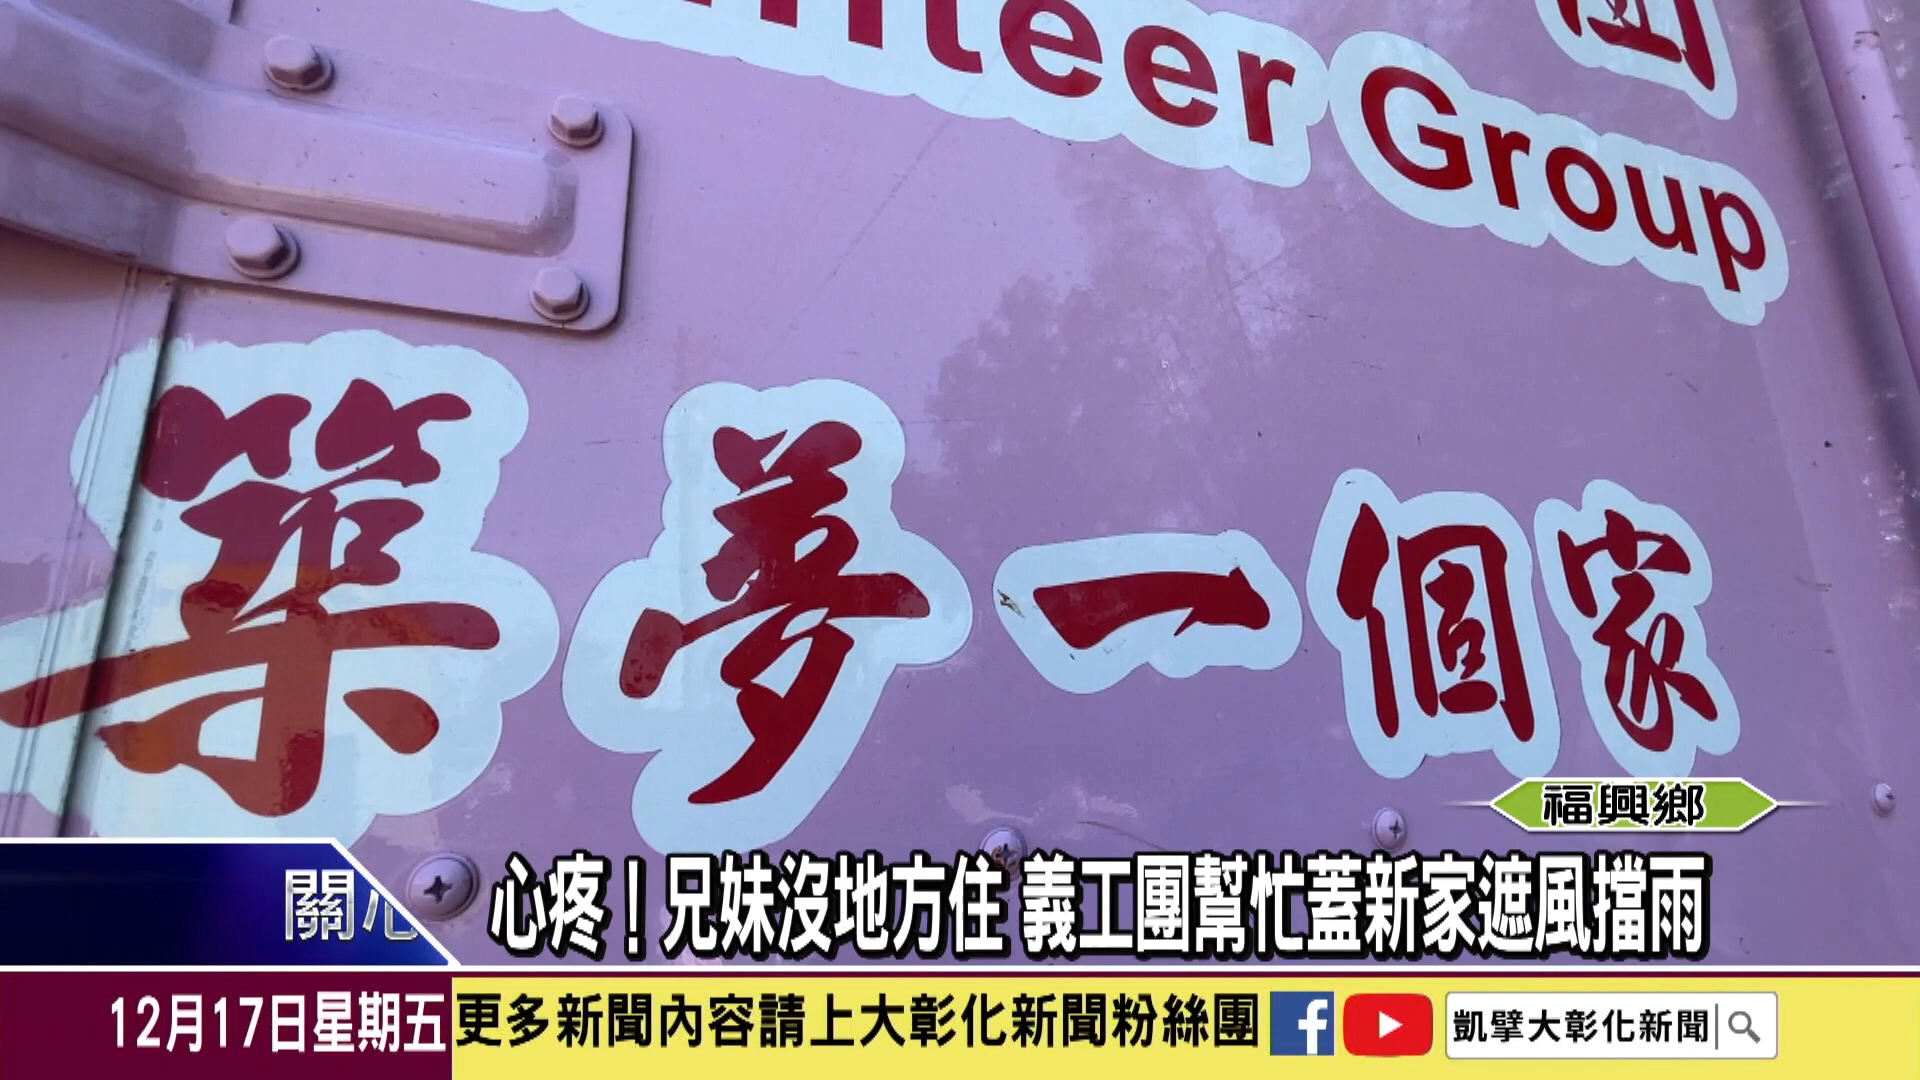 團
nteer Group
築夢一個家
福興鄉
關心
心疼！兄妹沒地方住 義工團幫忙蓋新家遮風擋雨
12月17日星期五
更多新聞內容請上大彰化新聞粉絲團
凱擘大彰化新聞